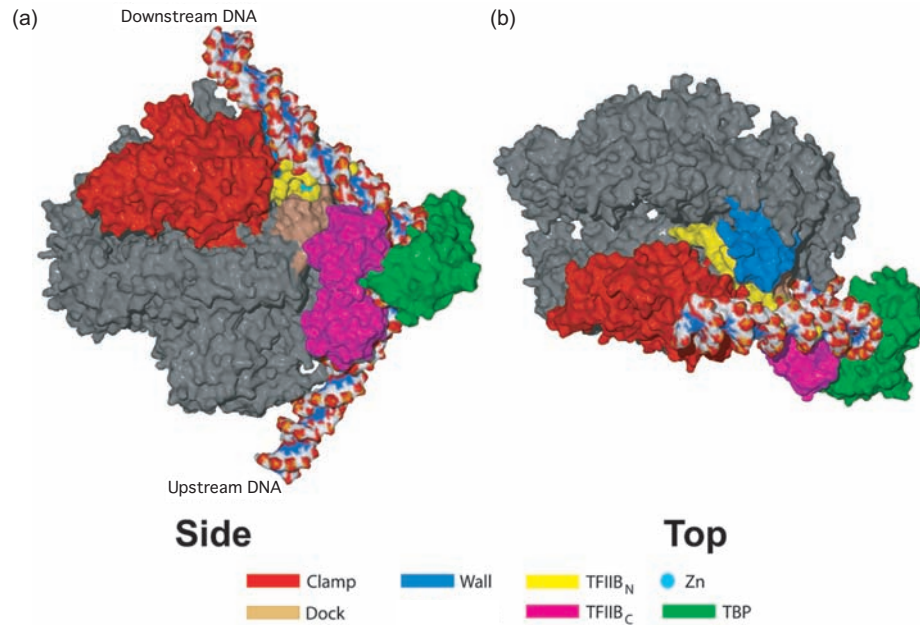 (a)
Downstream DNA
(b)
Upstream DNA
Side
Top
Clamp
Wall
TFIIBN
Zn
Dock
TFIIBC
TBP